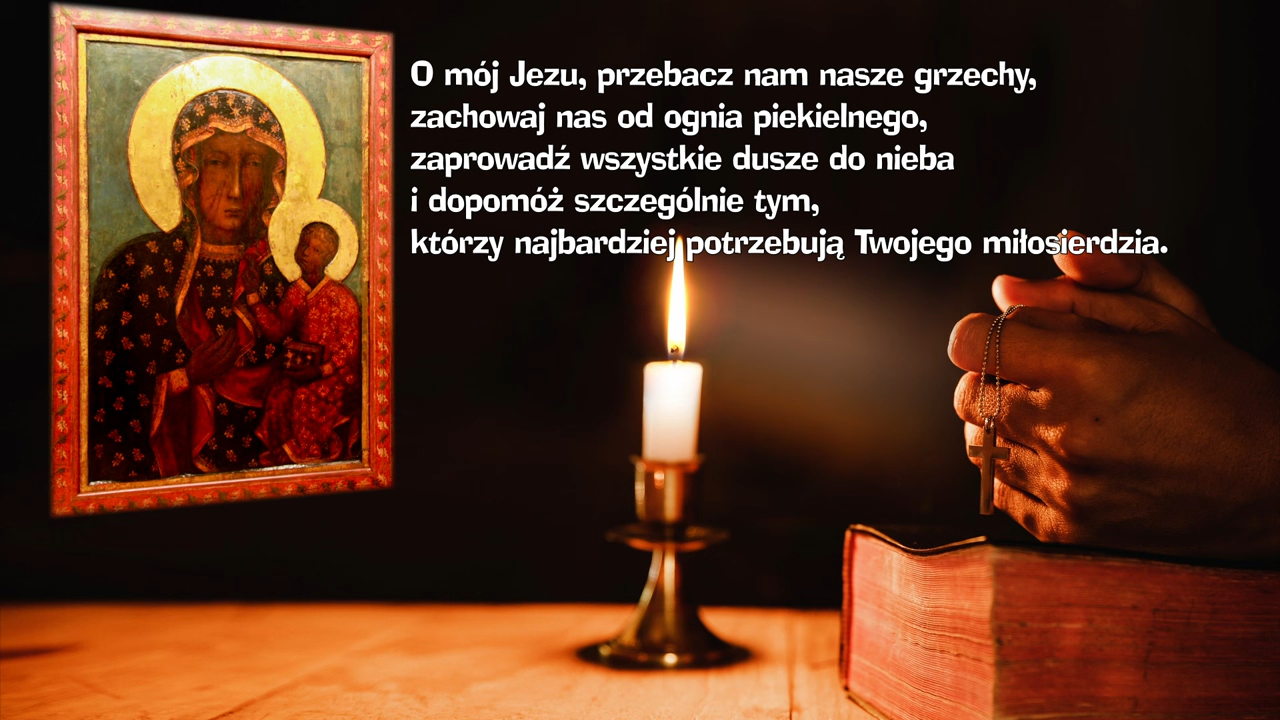 O mój Jezu, przebacz nam nasze grzechy,
zachowaj nas od ognia piekielnego,
zaprowadź wszystkie dusze do nieba
i dopomóż szczególnie tym,
którzy najbardziej potrzebują Twojego miłosierdzia.